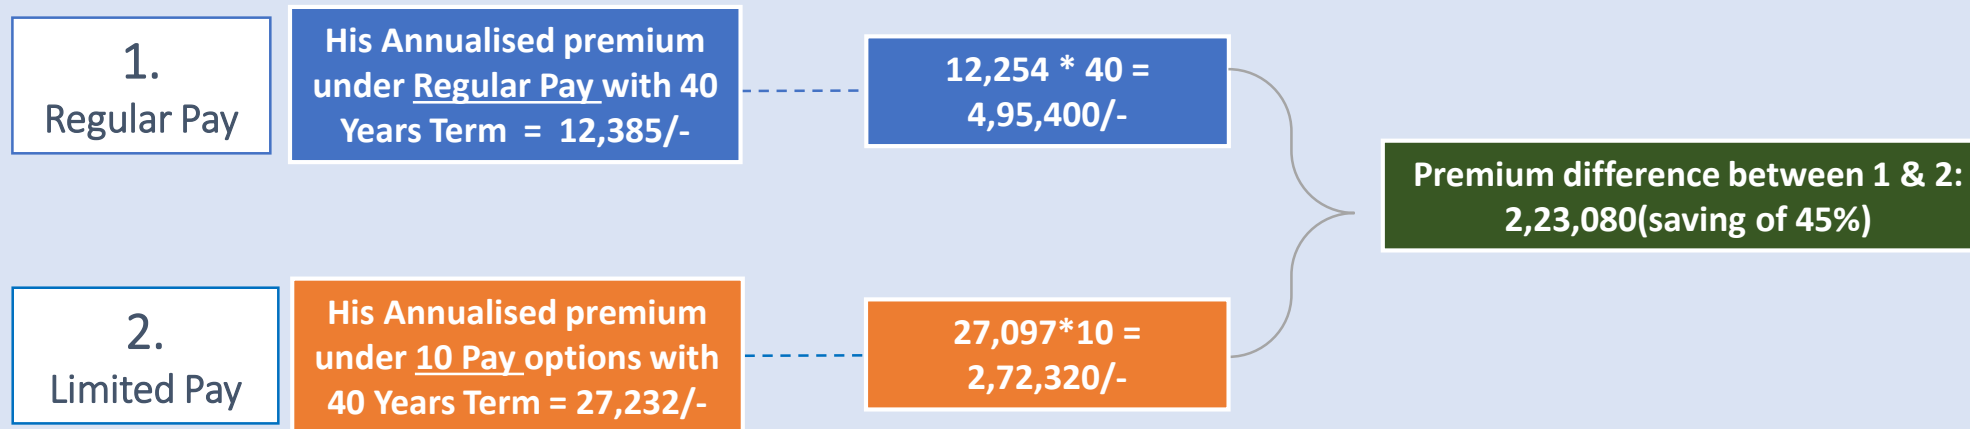 1.
Regular Pay
His Annualised premium
under Regular Pay with 40
Years Term = 12,385/-
12,254 * 40 =
4,95,400/-
Premium difference between 1 & 2:
2,23,080(saving of 45%)
2.
Limited Pay
His Annualised premium
under 10 Pay options with
40 Years Term = 27,232/-
27,097*10 =
2,72,320/-